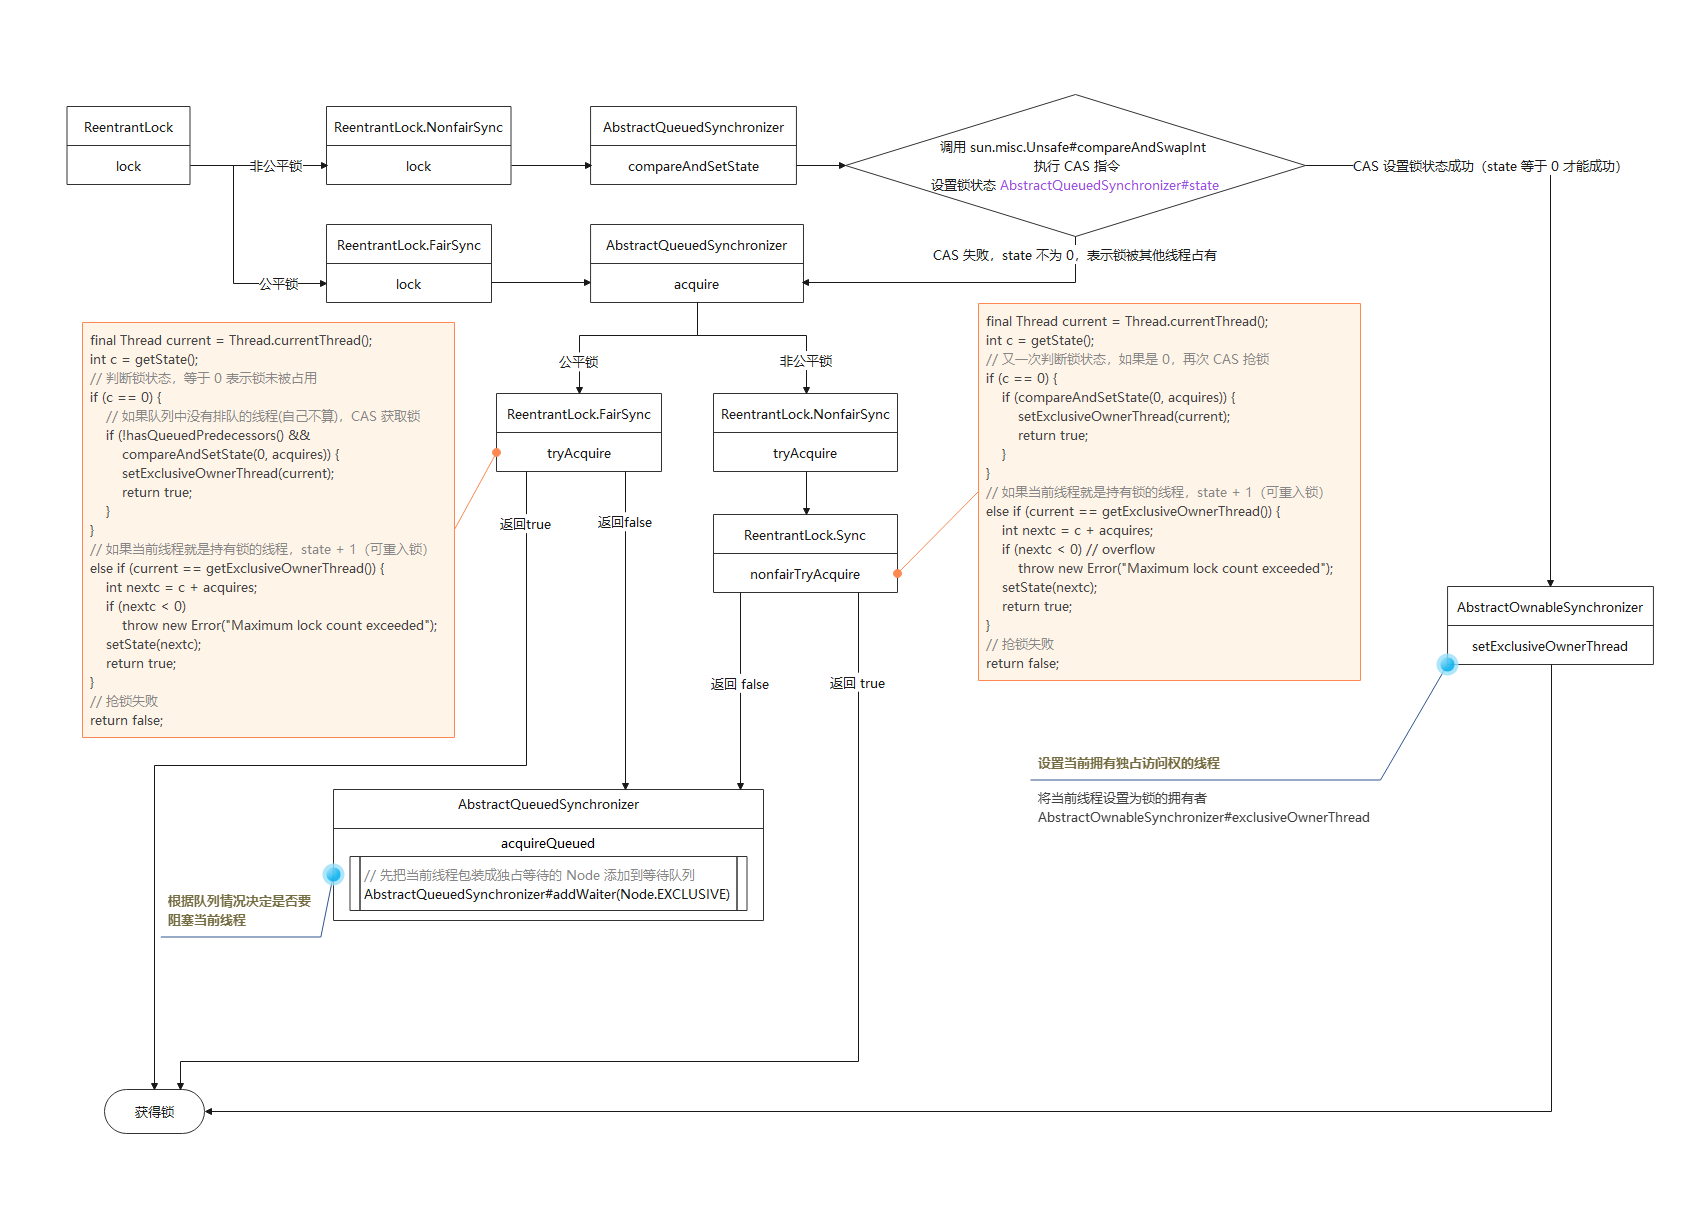 ReentrantLock
lock
非公平锁
ReentrantLock.NonfairSync
lock
AbstractQueuedSynchronizer
compareAndSetState
调用 sun.misc.Unsafe#compareAndSwapInt
执行 CAS 指令
设置锁状态 AbstractQueuedSynchronizer#state
CAS 设置锁状态成功（state 等于 0 才能成功）
公平锁
ReentrantLock.FairSync
lock
AbstractQueuedSynchronizer
acquire
CAS 失败，state 不为 0，表示锁被其他线程占有
final Thread current = Thread.currentThread();
int c = getState();
// 判断锁状态，等于 0 表示锁未被占用
if (c == 0) {
// 如果队列中没有排队的线程(自己不算)，CAS 获取锁
if (!hasQueuedPredecessors() &&
compareAndSetState(0, acquires)) {
setExclusiveOwnerThread(current);
return true;
}
}
// 如果当前线程就是持有锁的线程，state + 1（可重入锁）
else if (current == getExclusiveOwnerThread()) {
int nextc = c + acquires;
if (nextc < 0)
throw new Error("Maximum lock count exceeded");
setState(nextc);
return true;
}
// 抢锁失败
return false;
公平锁
非公平锁
ReentrantLock.FairSync
tryAcquire
ReentrantLock.NonfairSync
tryAcquire
返回true
返回false
ReentrantLock.Sync
nonfairTryAcquire
返回 false
返回 true
final Thread current = Thread.currentThread();
int c = getState();
// 又一次判断锁状态，如果是 0，再次 CAS 抢锁
if (c == 0) {
if (compareAndSetState(0, acquires)) {
setExclusiveOwnerThread(current);
return true;
}
}
// 如果当前线程就是持有锁的线程，state + 1（可重入锁）
else if (current == getExclusiveOwnerThread()) {
int nextc = c + acquires;
if (nextc < 0) // overflow
throw new Error("Maximum lock count exceeded");
setState(nextc);
return true;
}
// 抢锁失败
return false;
AbstractOwnableSynchronizer
setExclusiveOwnerThread
设置当前拥有独占访问权的线程
将当前线程设置为锁的拥有者
AbstractOwnableSynchronizer#exclusiveOwnerThread
AbstractQueuedSynchronizer
acquireQueued
// 先把当前线程包装成独占等待的 Node 添加到等待队列
AbstractQueuedSynchronizer#addWaiter(Node.EXCLUSIVE)
根据队列情况决定是否要
阻塞当前线程
获得锁